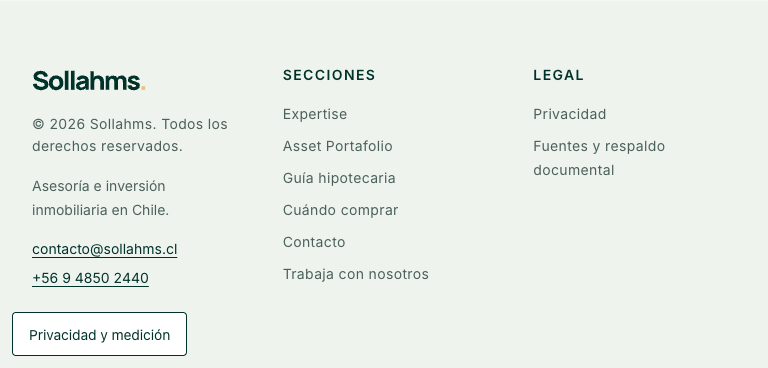 Sollahms.
© 2026 Sollahms. Todos los
derechos reservados.
Asesoría e inversión
inmobiliaria en Chile.
contacto@sollahms.cl
+56 9 4850 2440
Privacidad y medición
SECCIONES
Expertise
Asset Portafolio
Guía hipotecaria
Cuándo comprar
Contacto
Trabaja con nosotros
LEGAL
Privacidad
Fuentes y respaldo
documental